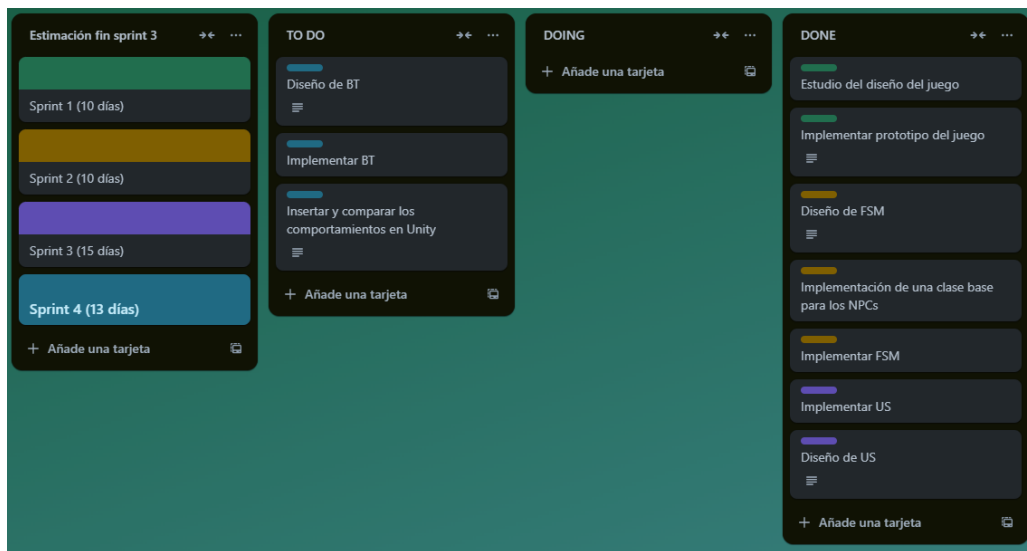 Estimación fin sprint 3
Sprint 1 (10 días)
Sprint 2 (10 días)
Sprint 3 (15 días)
Sprint 4 (13 días)
+ Añade una tarjeta
TO DO
Diseño de BT
Implementar BT
Insertar y comparar los
comportamientos en Unity
+ Añade una tarjeta
DOING
+ Añade una tarjeta
DONE
Estudio del diseño del juego
Implementar prototipo del juego
Diseño de FSM
Implementación de una clase base
para los NPCs
Implementar FSM
Implementar US
Diseño de US
+ Añade una tarjeta